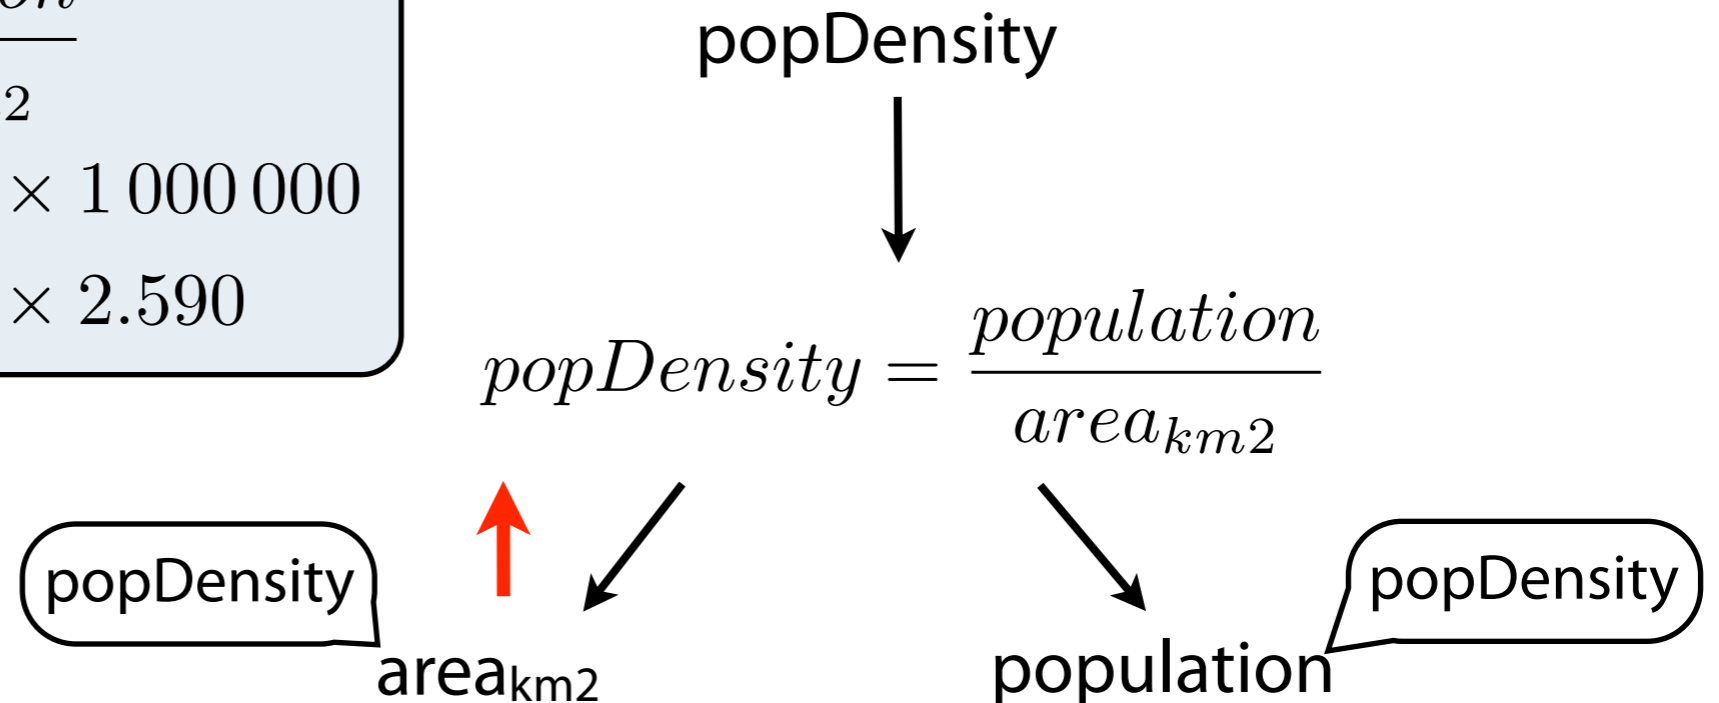 2
× 1 000 000
× 2.590
popDensity
popDensity = population / area_km2
popDensity
popDensity
area_km2
population